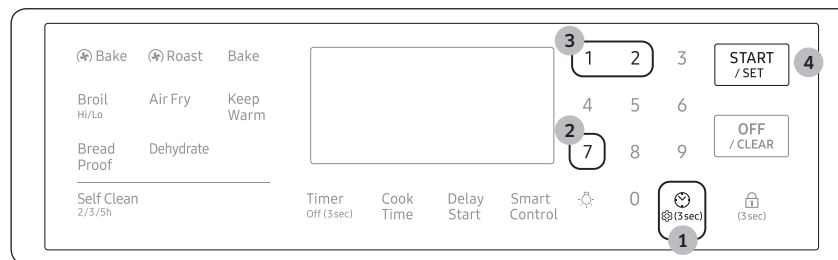 3
Bake Roast Bake 1 2 3 START / SET 4
Broil Hi/Lo Air Fry Keep Warm 4 5 6
2
Bread Proof Dehydrate 7 8 9 OFF / CLEAR
Self Clean 2/3/5h Timer Off (3 sec) Cook Time Delay Start Smart Control 0 (3 sec) (3 sec)
1